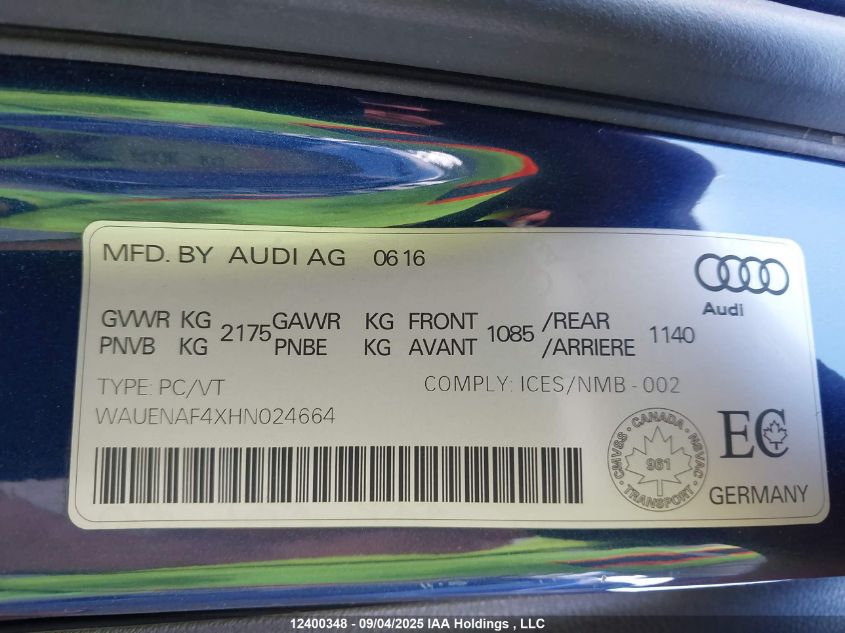 MFD. BY AUDI AG 0616
Audi
GVWR KG 2175 GAWR KG FRONT 1085 /REAR 1140
PNVB KG PNBE KG AVANT /ARRIERE
TYPE: PC/VT COMPLY: ICES/NMB - 002
WAUENAF4XHN024664
CMVSS • CANADA • NSVAC • TRANSPORT •
961
EC
GERMANY
12400348 - 09/04/2025 IAA Holdings , LLC